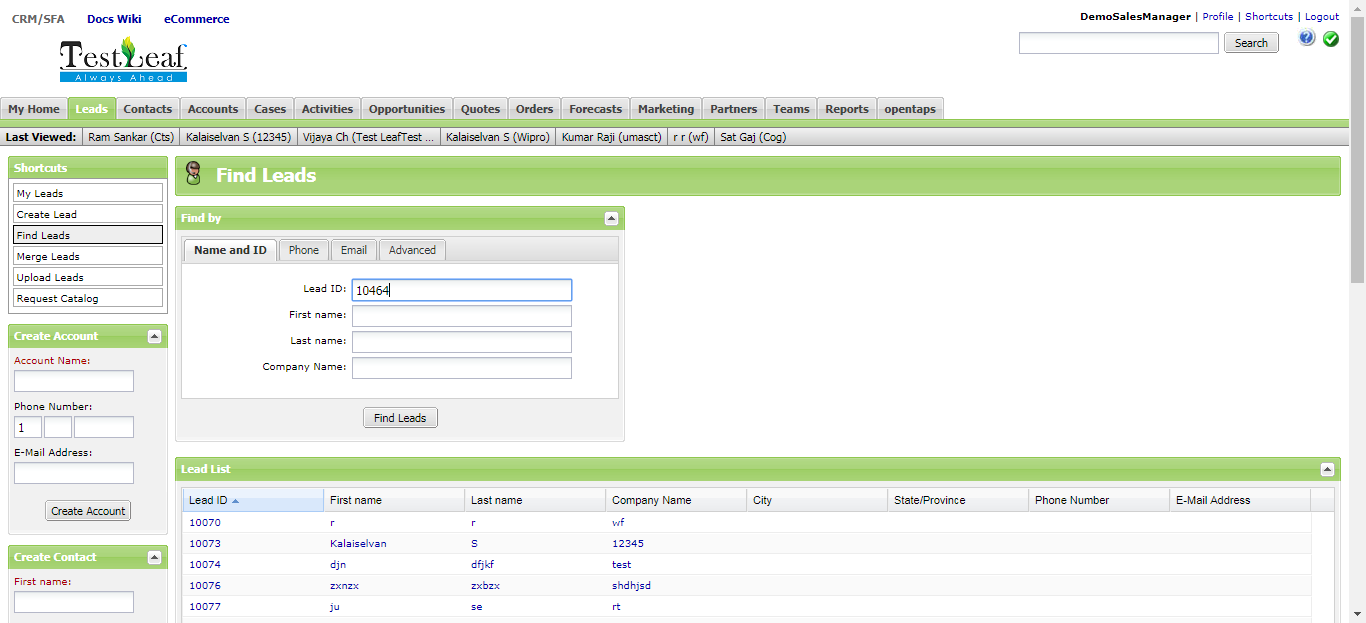 CRM/SFA Docs Wiki eCommerce
DemoSalesManager | Profile | Shortcuts | Logout
TestLeaf
Always Ahead
Search
My Home Leads Contacts Accounts Cases Activities Opportunities Quotes Orders Forecasts Marketing Partners Teams Reports opentaps
Last Viewed: Ram Sankar (Cts) Kalaiselvan S (12345) Vijaya Ch (Test LeafTest ... Kalaiselvan S (Wipro) Kumar Raji (umasct) r r (wf) Sat Gaj (Cog)
Shortcuts
My Leads
Create Lead
Find Leads
Merge Leads
Upload Leads
Request Catalog
Create Account
Account Name:
Phone Number:
1
E-Mail Address:
Create Account
Create Contact
First name:
Find Leads
Find by
Name and ID Phone Email Advanced
Lead ID: 10464
First name:
Last name:
Company Name:
Find Leads
Lead List
Lead ID First name Last name Company Name City State/Province Phone Number E-Mail Address
10070 r r wf
10073 Kalaiselvan S 12345
10074 djn dfjkf test
10076 zxnzx zxbzx shdhjsd
10077 ju se rt